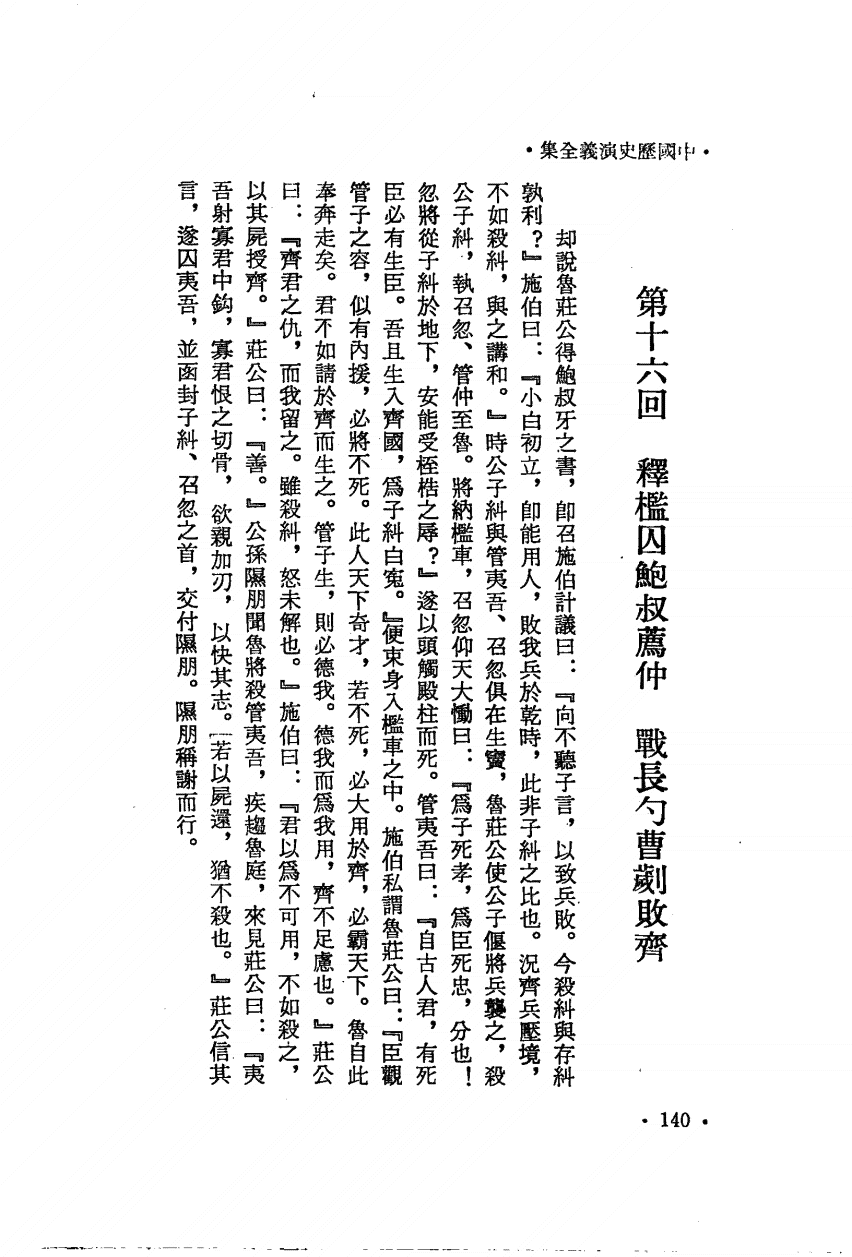 •中國歷史演義全集•
第十六回　釋檻囚鮑叔薦仲　戰長勺曹劌敗齊
却說魯莊公得鮑叔牙之書，卽召施伯計議曰：『向不聽子言，以致兵敗。今殺糾與存糾
孰利？』施伯曰：『小白初立，卽能用人，敗我兵於乾時，此非子糾之比也。況齊兵壓境，
不如殺糾，與之講和。』時公子糾與管夷吾、召忽俱在生竇，魯莊公使公子偃將兵襲之，殺
公子糾，執召忽、管仲至魯。將納檻車，召忽仰天大慟曰：『爲子死孝，爲臣死忠，分也！
忽將從子糾於地下，安能受桎梏之辱？』遂以頭觸殿柱而死。管夷吾曰：『自古人君，有死
臣必有生臣。吾且生入齊國，爲子糾白寃。』便束身入檻車之中。施伯私謂魯莊公曰：『臣觀
管子之容，似有內援，必將不死。此人天下奇才，若不死，必大用於齊，必霸天下。魯自此
奉奔走矣。君不如請於齊而生之。管子生，則必德我。德我而爲我用，齊不足慮也。』莊公
曰：『齊君之仇，而我留之。雖殺糾，怒未解也。』施伯曰：『君以爲不可用，不如殺之，
以其屍授齊。』莊公曰：『善。』公孫隰朋聞魯將殺管夷吾，疾趨魯庭，來見莊公曰：『夷
吾射寡君中鈎，寡君恨之切骨，欲親加刃，以快其志。若以屍還，猶不殺也。』莊公信其
言，遂囚夷吾，並函封子糾、召忽之首，交付隰朋。隰朋稱謝而行。
•140•